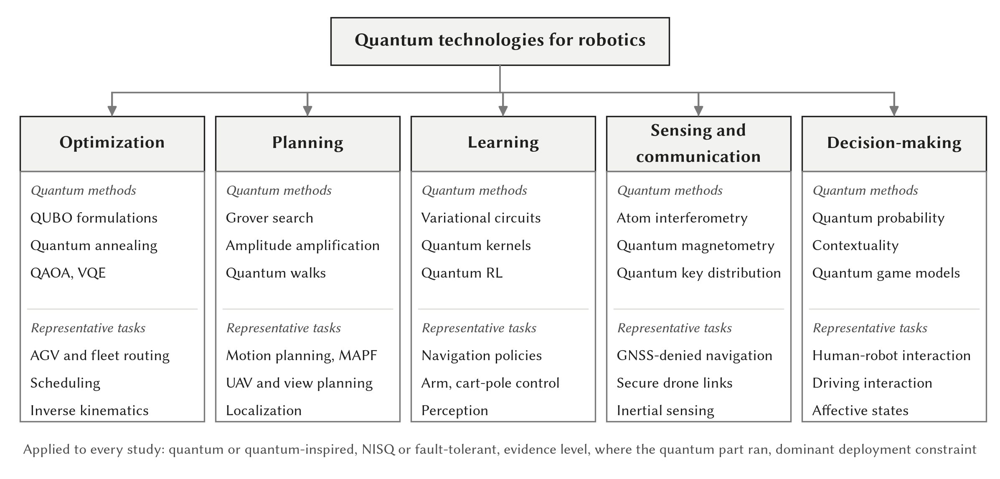 Quantum technologies for robotics
Optimization
Quantum methods
QUBO formulations
Quantum annealing
QAOA, VQE
Representative tasks
AGV and fleet routing
Scheduling
Inverse kinematics
Planning
Quantum methods
Grover search
Amplitude amplification
Quantum walks
Representative tasks
Motion planning, MAPF
UAV and view planning
Localization
Learning
Quantum methods
Variational circuits
Quantum kernels
Quantum RL
Representative tasks
Navigation policies
Arm, cart-pole control
Perception
Sensing and
communication
Quantum methods
Atom interferometry
Quantum magnetometry
Quantum key distribution
Representative tasks
GNSS-denied navigation
Secure drone links
Inertial sensing
Decision-making
Quantum methods
Quantum probability
Contextuality
Quantum game models
Representative tasks
Human-robot interaction
Driving interaction
Affective states
Applied to every study: quantum or quantum-inspired, NISQ or fault-tolerant, evidence level, where the quantum part ran, dominant deployment constraint